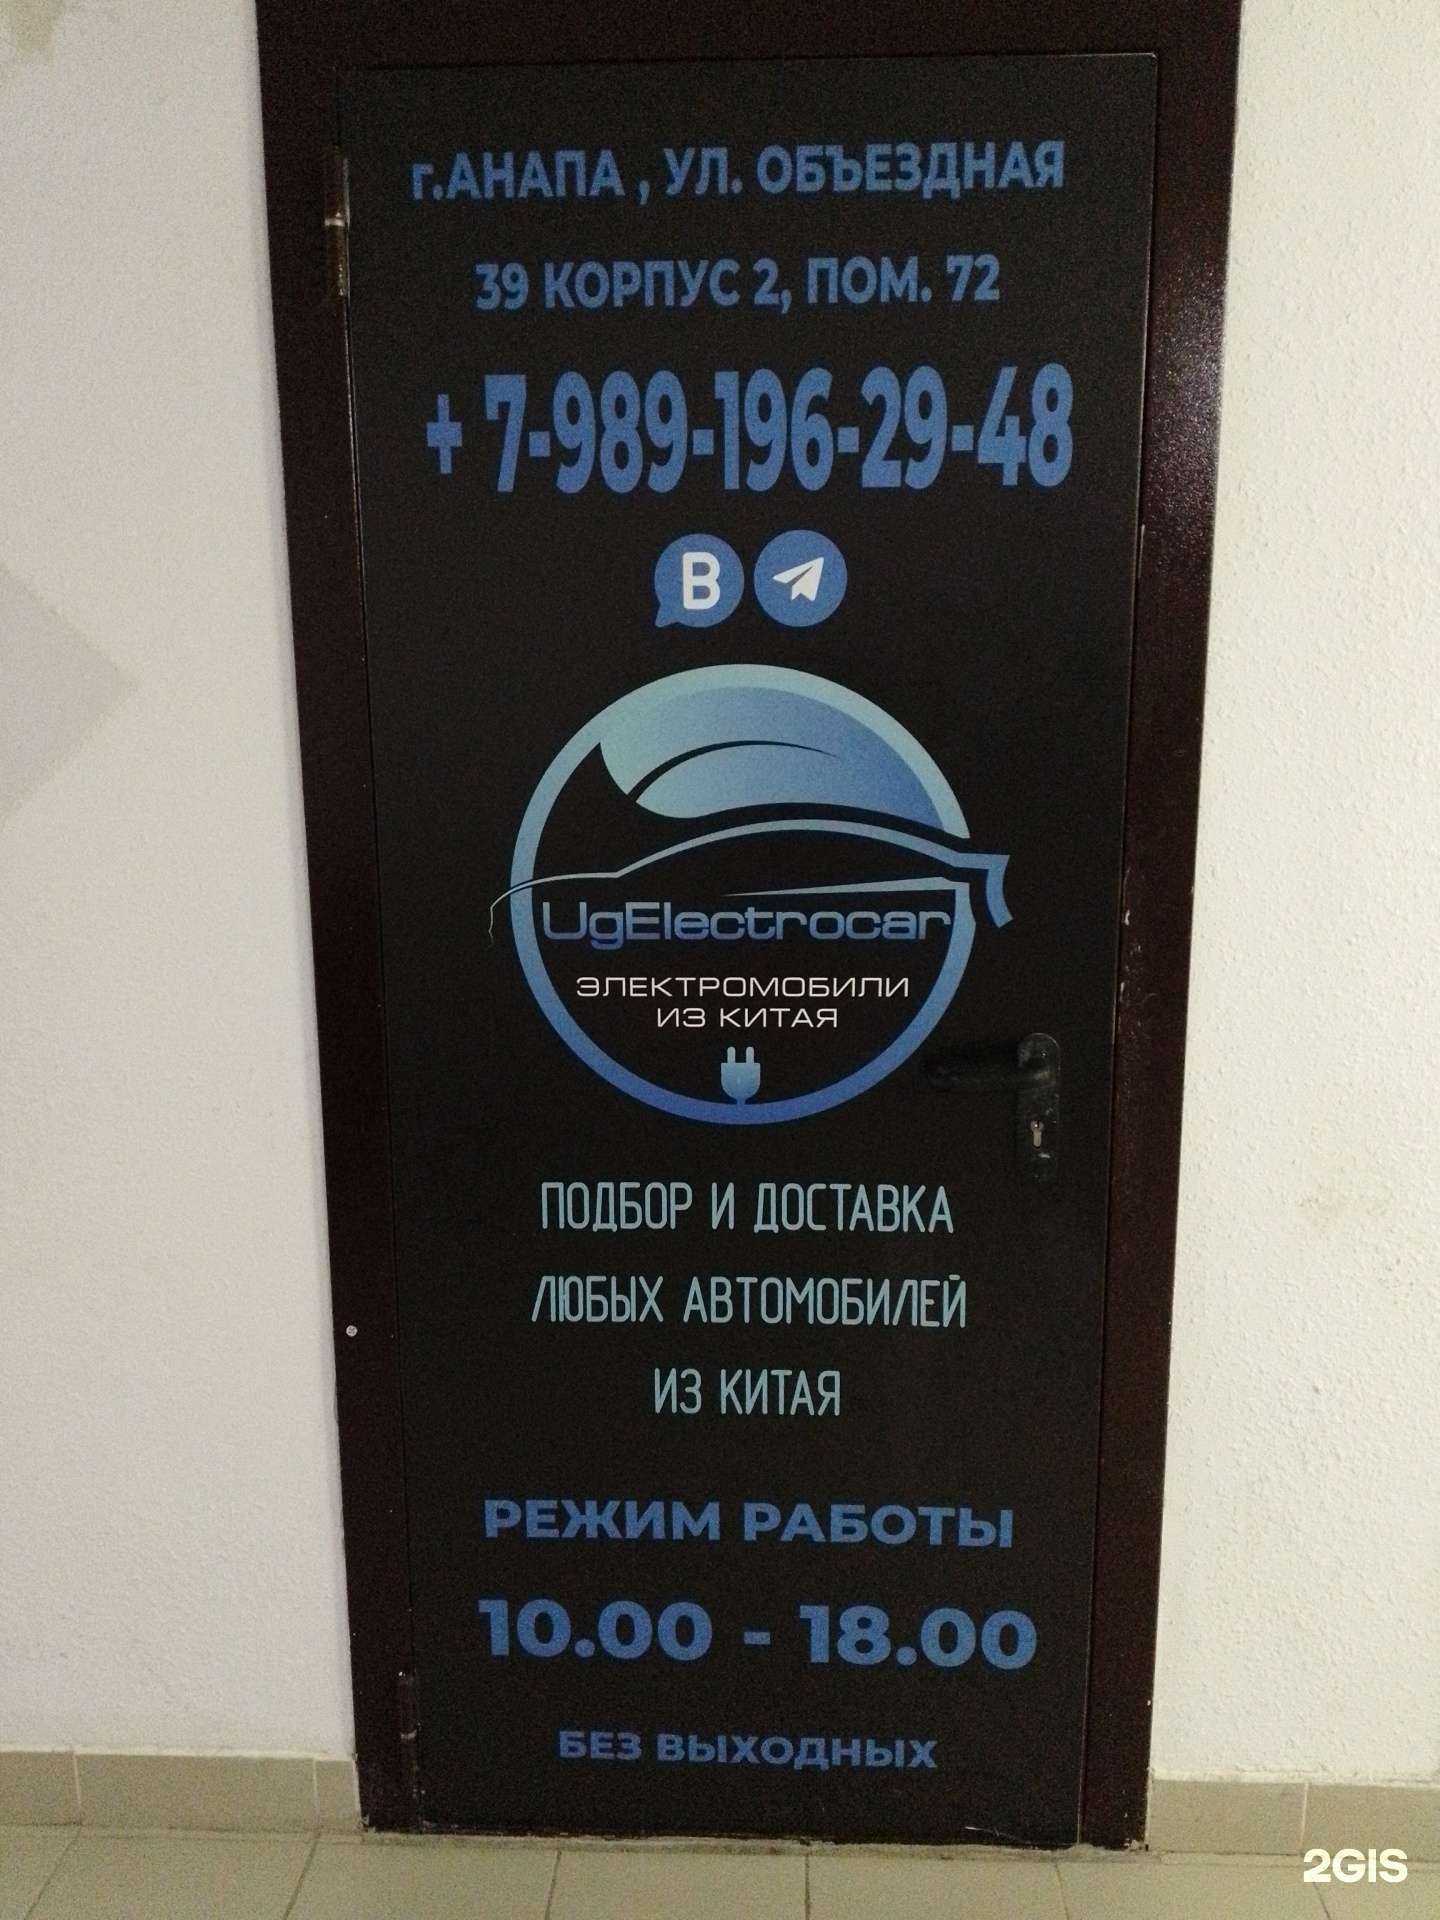 г.АНАПА , УЛ. ОБЪЕЗДНАЯ
39 КОРПУС 2, ПОМ. 72
+ 7-989-196-29-48
B
UgElectrocar
ЭЛЕКТРОМОБИЛИ
ИЗ КИТАЯ
ПОДБОР И ДОСТАВКА
ЛЮБЫХ АВТОМОБИЛЕЙ
ИЗ КИТАЯ
РЕЖИМ РАБОТЫ
10.00 - 18.00
БЕЗ ВЫХОДНЫХ
2GIS